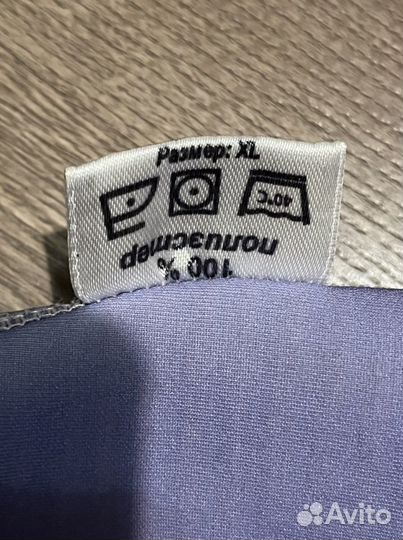 Размер: XL
40°C
полиэстер
100 %
Avito